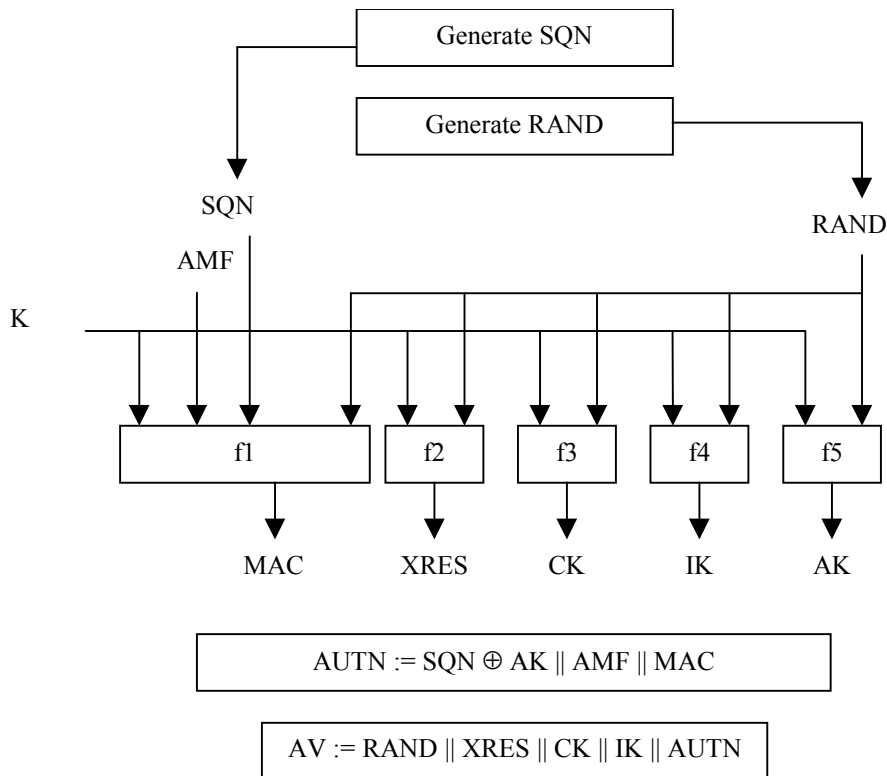 Generate SQN
Generate RAND
SQN
RAND
AMF
K
f1
f2
f3
f4
f5
MAC
XRES
CK
IK
AK
AUTN := SQN ⊕ AK || AMF || MAC
AV := RAND || XRES || CK || IK || AUTN